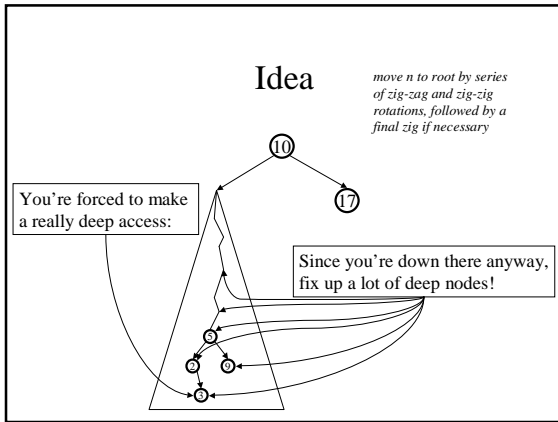 Idea
move n to root by series
of zig-zag and zig-zig
rotations, followed by a
final zig if necessary
10
17
You're forced to make
a really deep access:
Since you're down there anyway,
fix up a lot of deep nodes!
5
2
9
3